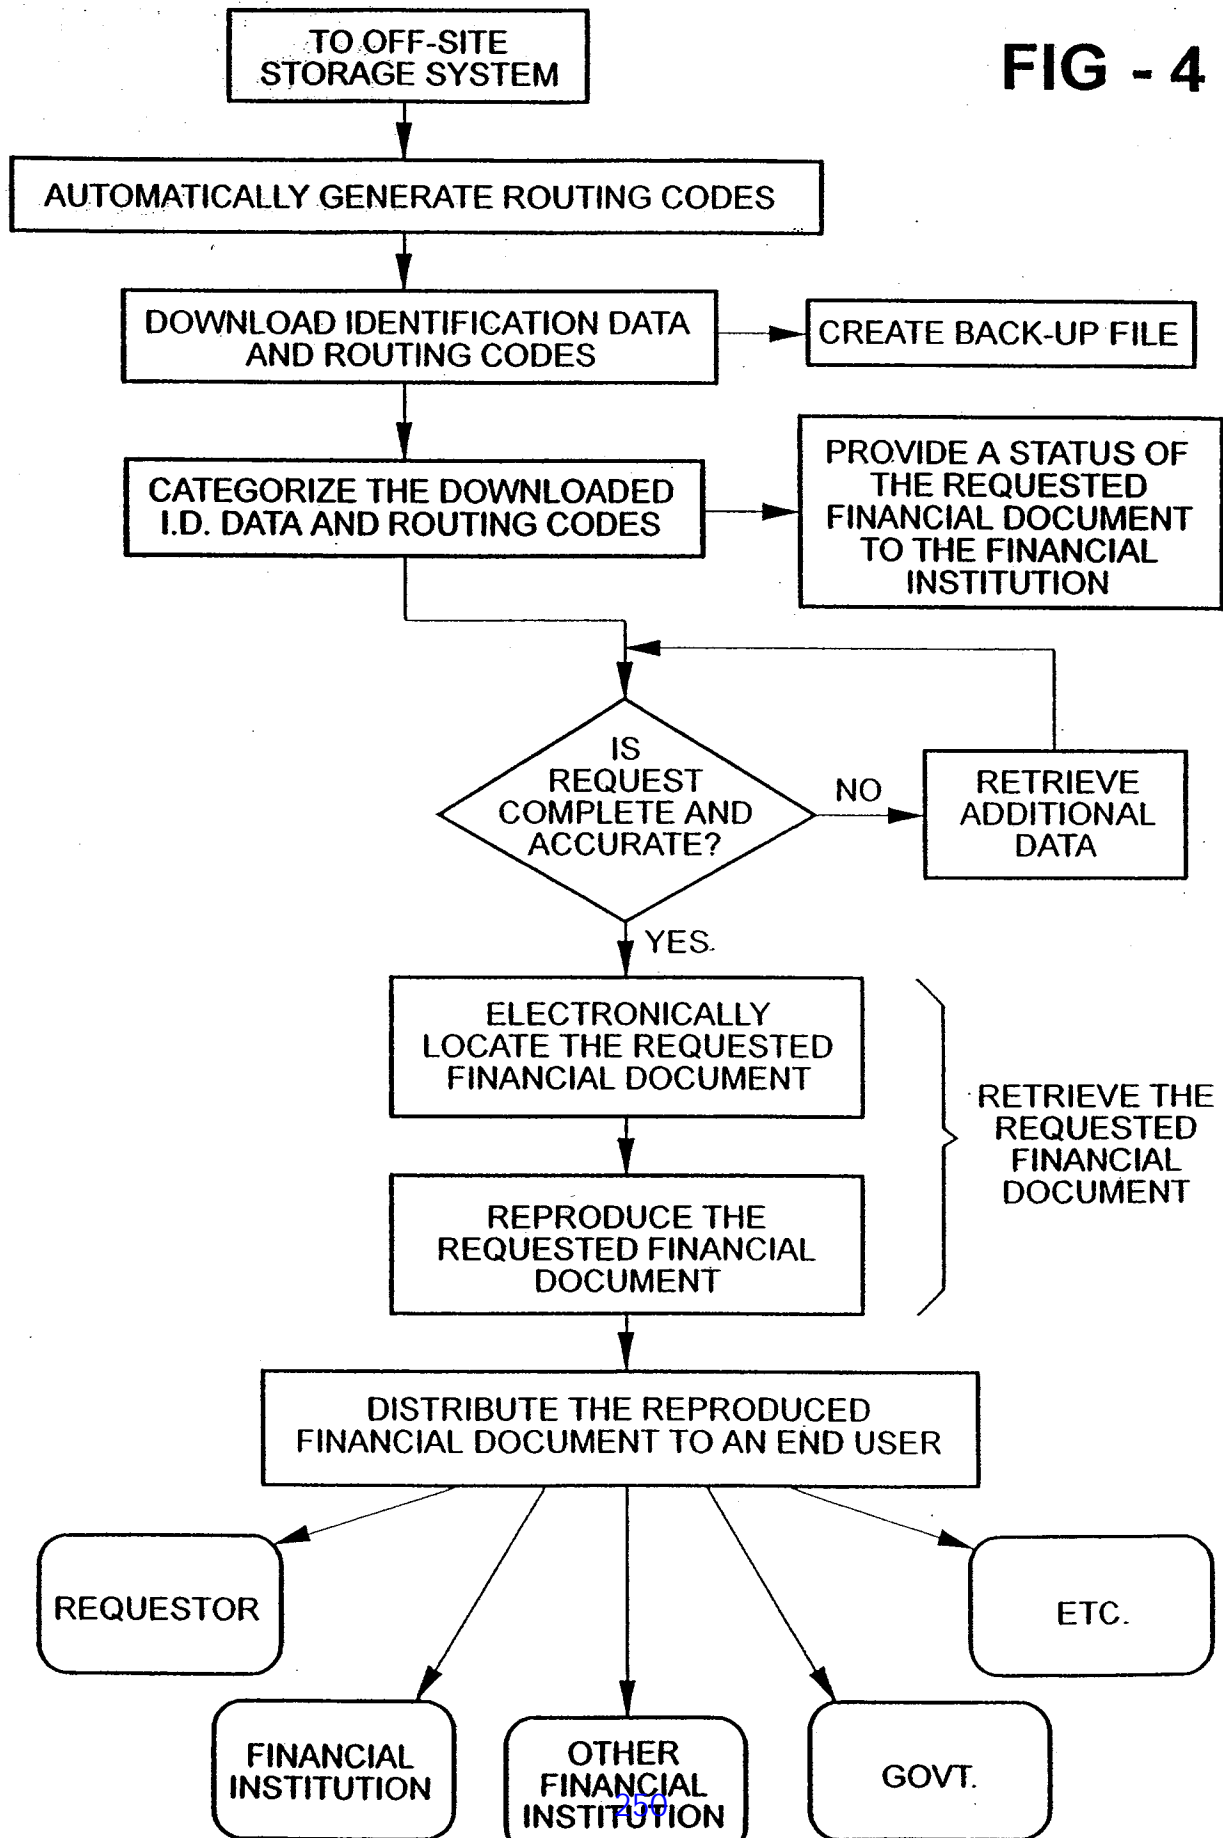 FIG - 4
TO OFF-SITE
STORAGE SYSTEM
AUTOMATICALLY GENERATE ROUTING CODES
DOWNLOAD IDENTIFICATION DATA
AND ROUTING CODES
CREATE BACK-UP FILE
CATEGORIZE THE DOWNLOADED
I.D. DATA AND ROUTING CODES
PROVIDE A STATUS OF
THE REQUESTED
FINANCIAL DOCUMENT
TO THE FINANCIAL
INSTITUTION
IS
REQUEST
COMPLETE AND
ACCURATE?
NO
RETRIEVE
ADDITIONAL
DATA
YES
ELECTRONICALLY
LOCATE THE REQUESTED
FINANCIAL DOCUMENT
REPRODUCE THE
REQUESTED FINANCIAL
DOCUMENT
RETRIEVE THE
REQUESTED
FINANCIAL
DOCUMENT
DISTRIBUTE THE REPRODUCED
FINANCIAL DOCUMENT TO AN END USER
REQUESTOR
FINANCIAL
INSTITUTION
OTHER
FINANCIAL
INSTITUTION
GOVT.
ETC.
250